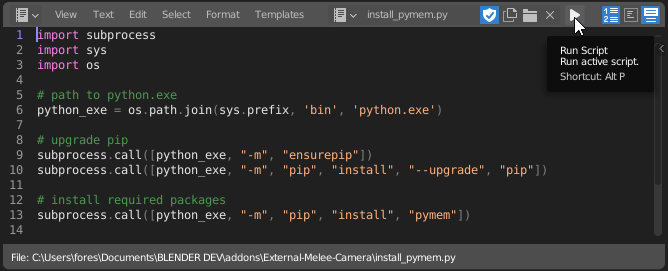 View Text Edit Select Format Templates install_pymem.py
Run Script
Run active script.
Shortcut: Alt P
1 import subprocess
2 import sys
3 import os
4
5 # path to python.exe
6 python_exe = os.path.join(sys.prefix, 'bin', 'python.exe')
7
8 # upgrade pip
9 subprocess.call([python_exe, "-m", "ensurepip"])
10 subprocess.call([python_exe, "-m", "pip", "install", "--upgrade", "pip"])
11
12 # install required packages
13 subprocess.call([python_exe, "-m", "pip", "install", "pymem"])
14
File: C:\Users\fores\Documents\BLENDER DEV\addons\External-Melee-Camera\install_pymem.py